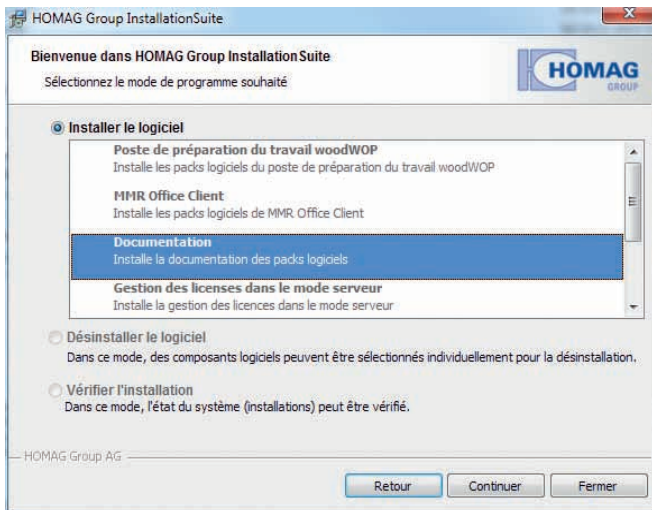 HOMAG Group InstallationSuite
Bienvenue dans HOMAG Group InstallationSuite
Sélectionnez le mode de programme souhaité
HOMAG
GROUP
Installer le logiciel
Poste de préparation du travail woodWOP
Installe les packs logiciels du poste de préparation du travail woodWOP
MMR Office Client
Installe les packs logiciels de MMR Office Client
Documentation
Installe la documentation des packs logiciels
Gestion des licenses dans le mode serveur
Installe la gestion des licences dans le mode serveur
Désinstaller le logiciel
Dans ce mode, des composants logiciels peuvent être sélectionnés individuellement pour la désinstallation.
Vérifier l'installation
Dans ce mode, l'état du système (installations) peut être vérifié.
HOMAG Group AG
Retour Continuer Fermer